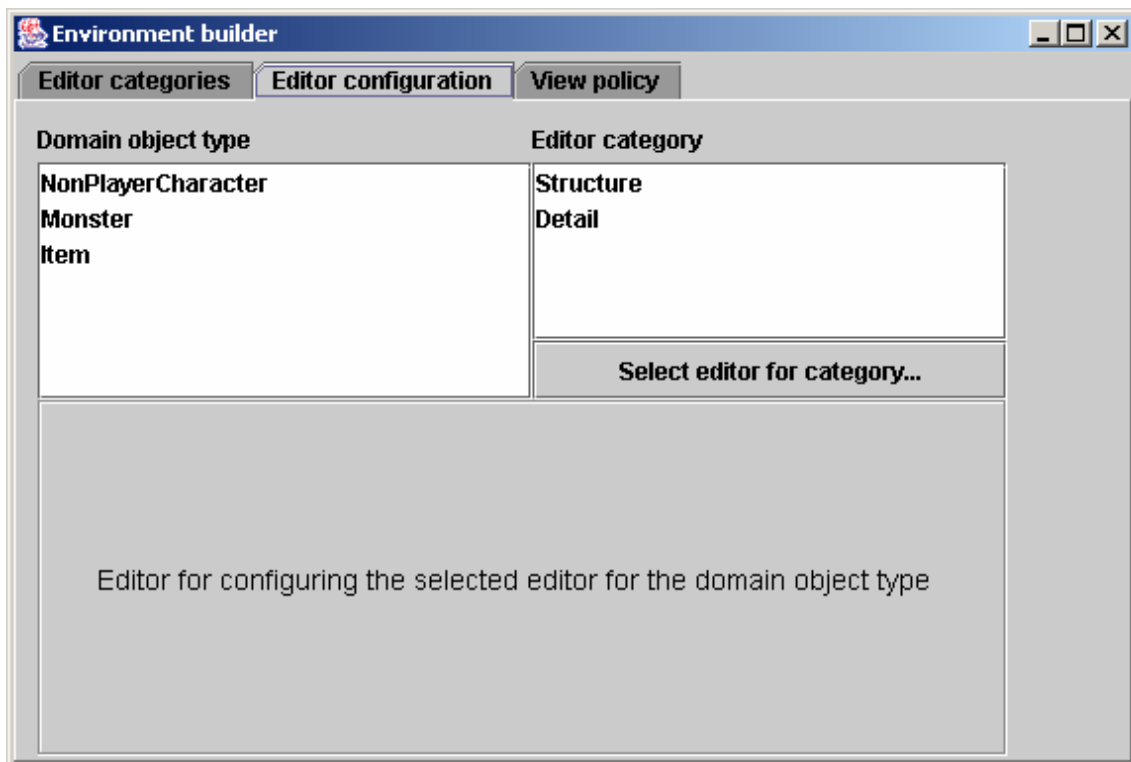 Environment builder
Editor categories Editor configuration View policy
Domain object type
NonPlayerCharacter
Monster
Item
Editor category
Structure
Detail
Select editor for category...
Editor for configuring the selected editor for the domain object type